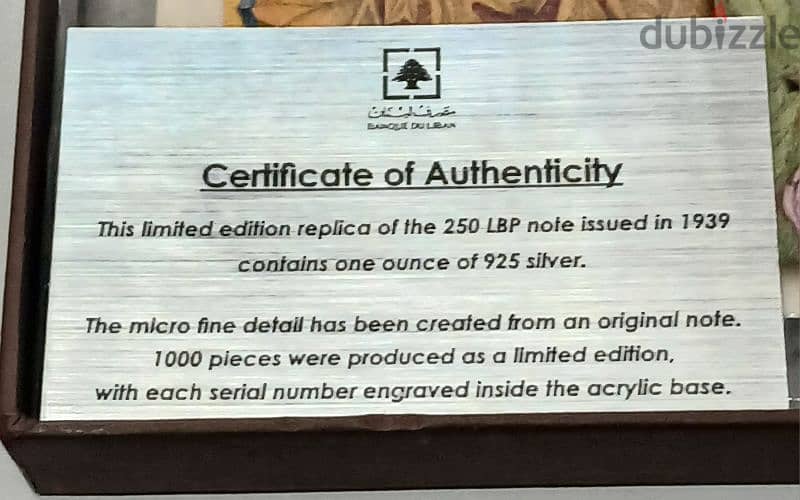 dubizzle
مصرف لبنان
BANQUE DU LIBAN
Certificate of Authenticity
This limited edition replica of the 250 LBP note issued in 1939
contains one ounce of 925 silver.
The micro fine detail has been created from an original note.
1000 pieces were produced as a limited edition,
with each serial number engraved inside the acrylic base.